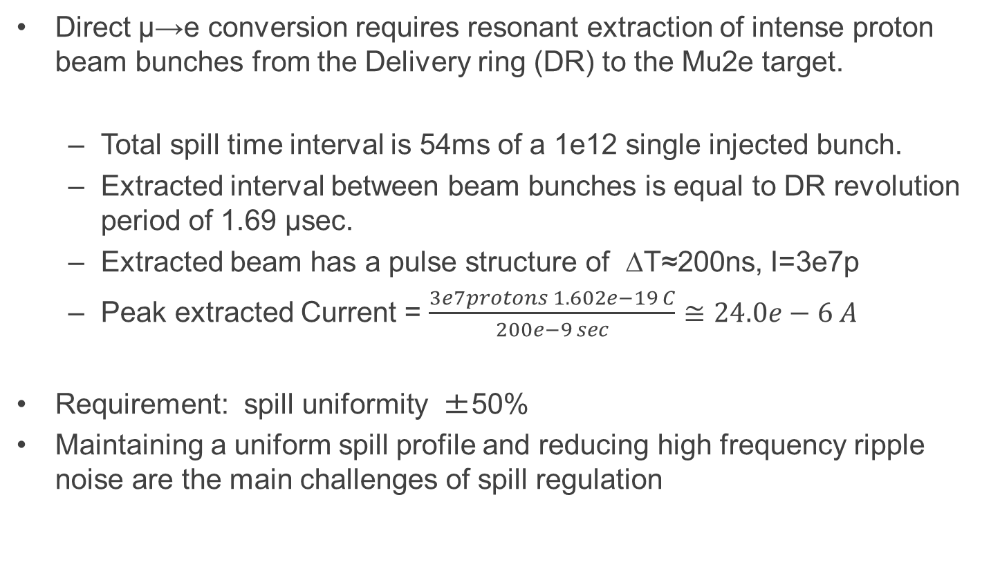 • Direct µ→e conversion requires resonant extraction of intense proton
beam bunches from the Delivery ring (DR) to the Mu2e target.
– Total spill time interval is 54ms of a 1e12 single injected bunch.
– Extracted interval between beam bunches is equal to DR revolution
period of 1.69 µsec.
– Extracted beam has a pulse structure of ∆T≈200ns, I=3e7p
– Peak extracted Current = \frac{3e7protons 1.602e−19 C}{200e−9 sec} ≅ 24.0e − 6 A
• Requirement: spill uniformity ±50%
• Maintaining a uniform spill profile and reducing high frequency ripple
noise are the main challenges of spill regulation